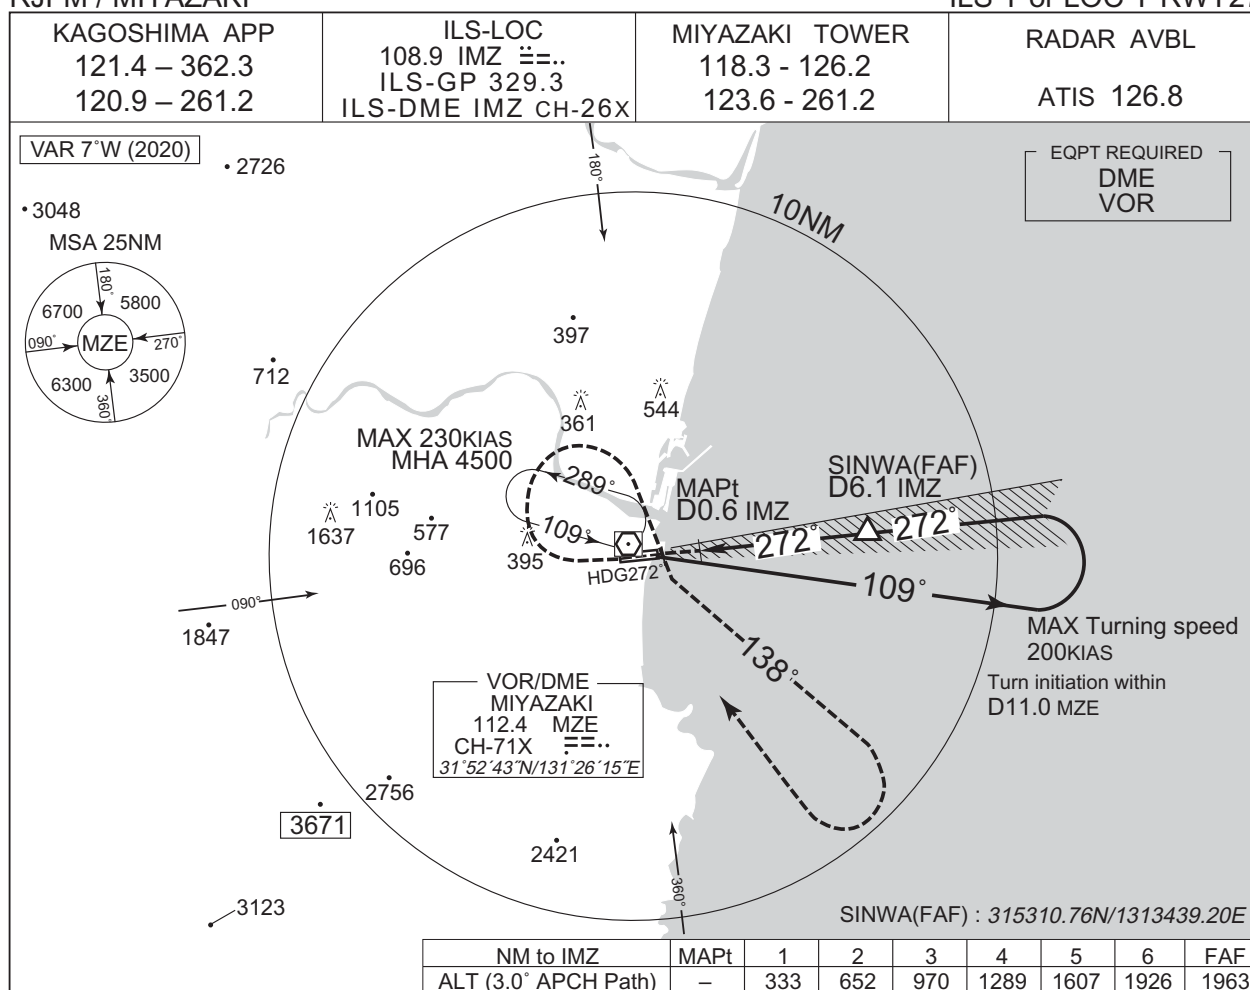 RJFM / MIYAZAKI
ILS Y or LOC Y RWY27
KAGOSHIMA APP
121.4 – 362.3
120.9 – 261.2
ILS-LOC
108.9 IMZ
ILS-GP 329.3
ILS-DME IMZ CH-26X
MIYAZAKI TOWER
118.3 - 126.2
123.6 - 261.2
RADAR AVBL
ATIS 126.8
VAR 7°W (2020)
2726
3048
MSA 25NM
180°
6700
5800
090°
MZE
270°
6300
3500
360°
180°
10NM
EQPT REQUIRED
DME
VOR
397
712
361
544
MAX 230KIAS
MHA 4500
289°
109°
1105
1637
577
696
395
HDG272°
MAPt
D0.6 IMZ
SINWA(FAF)
D6.1 IMZ
272°
272°
109°
090°
1847
138°
MAX Turning speed
200KIAS
Turn initiation within
D11.0 MZE
VOR/DME
MIYAZAKI
112.4 MZE
CH-71X
31°52´43˝N/131°26´15˝E
2756
3671
2421
3123
360°
SINWA(FAF) : 315310.76N/1313439.20E
NM to IMZ MAPt 1 2 3 4 5 6 FAF
ALT (3.0° APCH Path) – 333 652 970 1289 1607 1926 1963